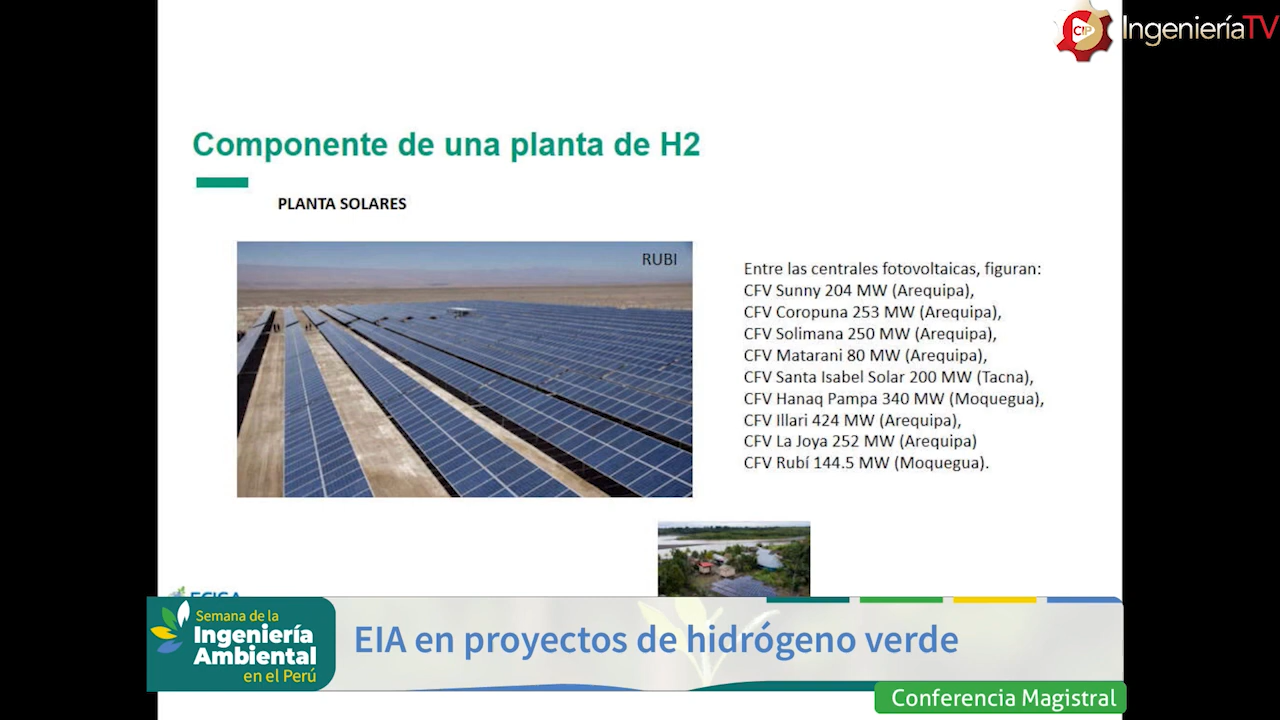 CIP IngenieríaTV
Componente de una planta de H2
PLANTA SOLARES
RUBI
Entre las centrales fotovoltaicas, figuran:
CFV Sunny 204 MW (Arequipa),
CFV Coropuna 253 MW (Arequipa),
CFV Solimana 250 MW (Arequipa),
CFV Matarani 80 MW (Arequipa),
CFV Santa Isabel Solar 200 MW (Tacna),
CFV Hanaq Pampa 340 MW (Moquegua),
CFV Illari 424 MW (Arequipa),
CFV La Joya 252 MW (Arequipa)
CFV Rubí 144.5 MW (Moquegua).
Semana de la
Ingeniería
Ambiental
en el Perú
EIA en proyectos de hidrógeno verde
Conferencia Magistral